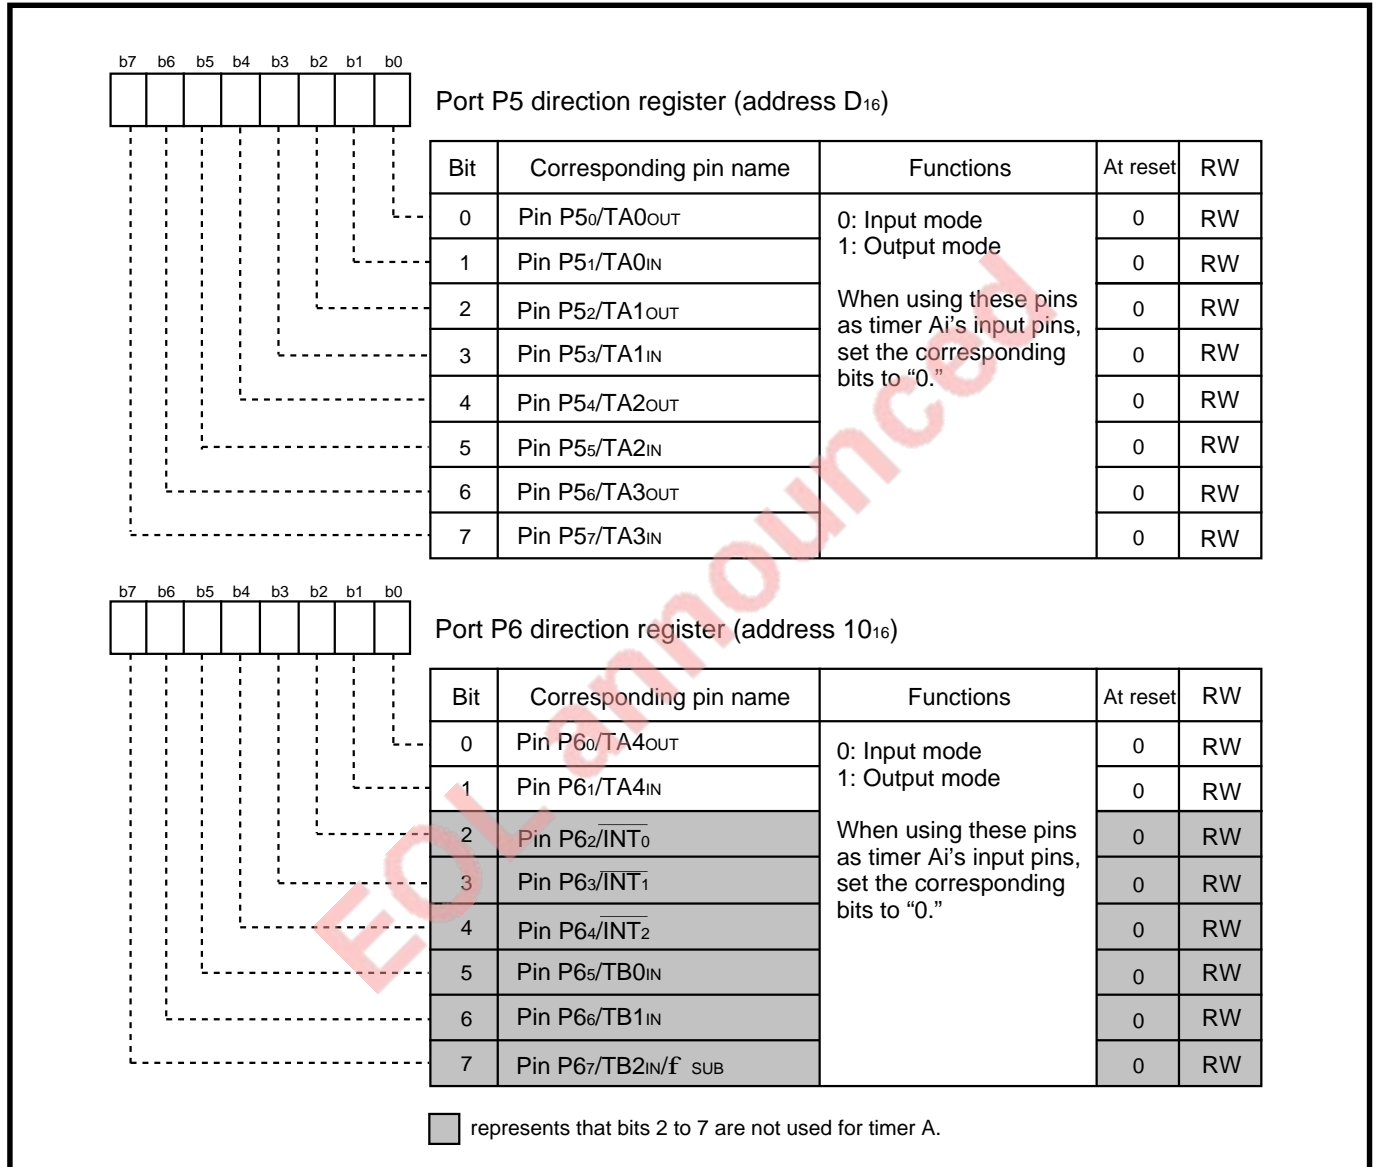 b7 b6 b5 b4 b3 b2 b1 b0
Port P5 direction register (address D16)
Bit Corresponding pin name Functions At reset RW
0 Pin P50/TA0OUT 0 RW
1 Pin P51/TA0IN 0 RW
2 Pin P52/TA1OUT 0 RW
3 Pin P53/TA1IN 0 RW
4 Pin P54/TA2OUT 0 RW
5 Pin P55/TA2IN 0 RW
6 Pin P56/TA3OUT 0 RW
7 Pin P57/TA3IN 0 RW
0: Input mode
1: Output mode
When using these pins
as timer Ai’s input pins,
set the corresponding
bits to “0.”
b7 b6 b5 b4 b3 b2 b1 b0
Port P6 direction register (address 1016)
Bit Corresponding pin name Functions At reset RW
0 Pin P60/TA4OUT 0 RW
1 Pin P61/TA4IN 0 RW
2 Pin P62/INT0 0 RW
3 Pin P63/INT1 0 RW
4 Pin P64/INT2 0 RW
5 Pin P65/TB0IN 0 RW
6 Pin P66/TB1IN 0 RW
7 Pin P67/TB2IN/f SUB 0 RW
0: Input mode
1: Output mode
When using these pins
as timer Ai’s input pins,
set the corresponding
bits to “0.”
represents that bits 2 to 7 are not used for timer A.
EOL announced